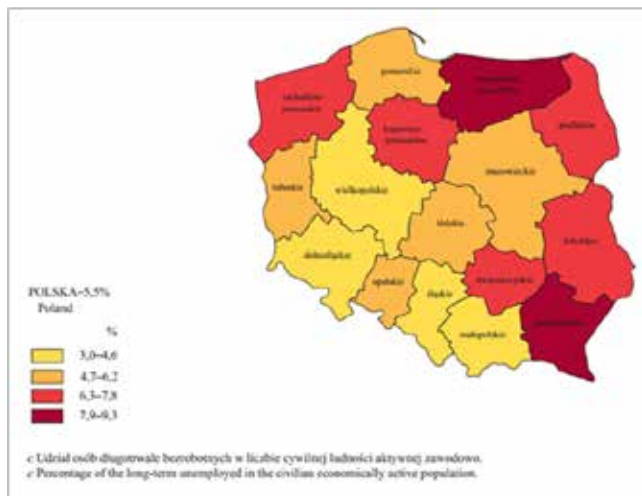 pomorskie
zachodnio-
pomorskie
kujawsko-
pomorskie
podlaskie
mazowieckie
lubuskie
wielkopolskie
łódzkie
lubelskie
dolnośląskie
opolskie
śląskie
świętokrzyskie
małopolskie
POLSKA=5,5%
Poland
%
3,0–4,6
4,7–6,2
6,3–7,8
7,9–9,3
c Udział osób długotrwale bezrobotnych w liczbie cywilnej ludności aktywnej zawodowo.
c Percentage of the long-term unemployed in the civilian economically active population.